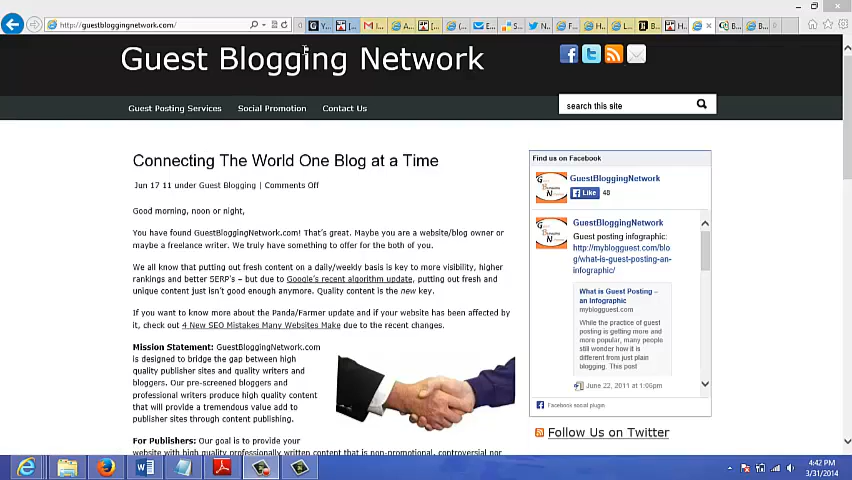 http://guestbloggingnetwork.com/
Guest Blogging Network
Guest Posting Services
Social Promotion
Contact Us
search this site
Connecting The World One Blog at a Time
Jun 17 11 under Guest Blogging | Comments Off
Good morning, noon or night,
You have found GuestBloggingNetwork.com! That's great. Maybe you are a website/blog owner or
maybe a freelance writer. We truly have something to offer for the both of you.
We all know that putting out fresh content on a daily/weekly basis is key to more visibility, higher
rankings and better SERP's – but due to Google's recent algorithm update, putting out fresh and
unique content just isn't good enough anymore. Quality content is the new key.
If you want to know more about the Panda/Farmer update and if your website has been affected by
it, check out 4 New SEO Mistakes Many Websites Make due to the recent changes.
Mission Statement: GuestBloggingNetwork.com
is designed to bridge the gap between high
quality publisher sites and quality writers and
bloggers. Our pre-screened bloggers and
professional writers produce high quality content
that will provide a tremendous value add to
publisher sites through content publishing.
For Publishers: Our goal is to provide your
website with high quality professionally written content that is non-promotional, controversial nor
Find us on Facebook
GuestBloggingNetwork
Like 48
GuestBloggingNetwork
Guest posting infographic:
http://myblogguest.com/blo
g/what-is-guest-posting-an-
infographic/
What is Guest Posting –
an Infographic
myblogguest.com
While the practice of guest
posting is getting more and
more popular, many people
still wonder how it is
different from just plain
blogging. This post
June 22, 2011 at 1:06pm
Facebook social plugin
Follow Us on Twitter
4:42 PM
3/31/2014